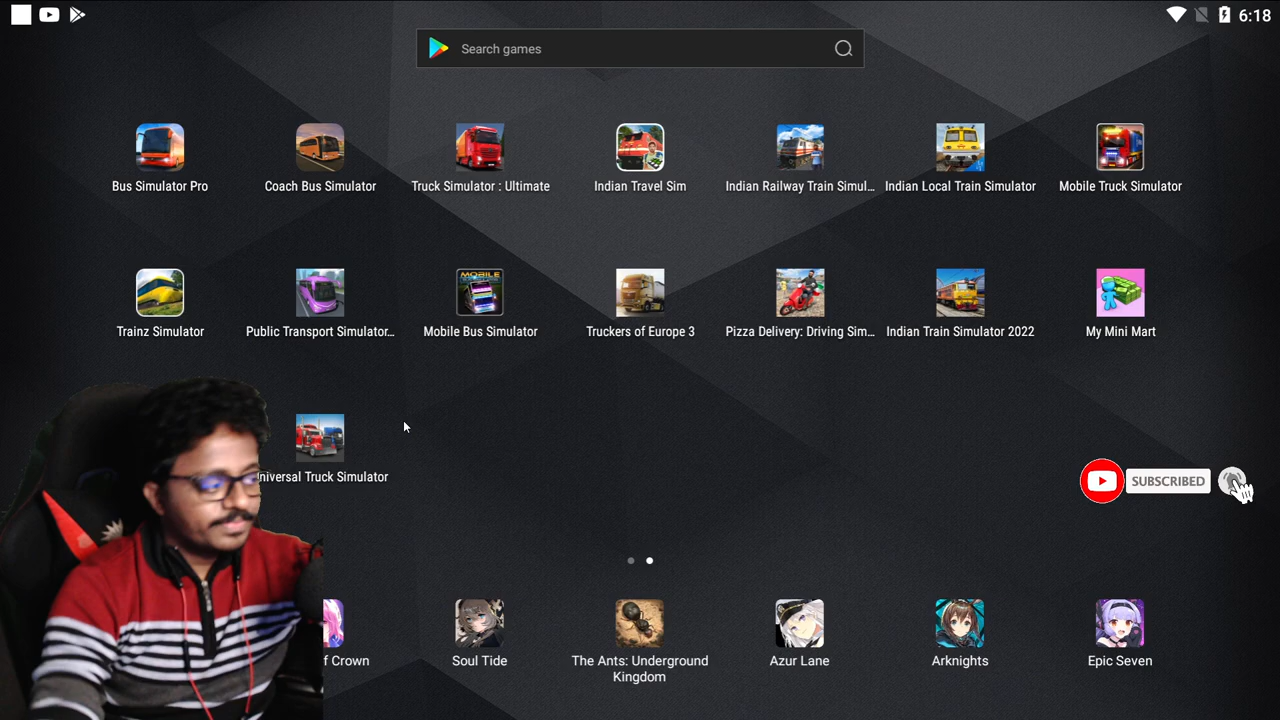 6:18
Search games
Bus Simulator Pro
Coach Bus Simulator
Truck Simulator : Ultimate
Indian Travel Sim
Indian Railway Train Simul...
Indian Local Train Simulator
Mobile Truck Simulator
Trainz Simulator
Public Transport Simulator...
MOBILE
Mobile Bus Simulator
Truckers of Europe 3
Pizza Delivery: Driving Sim...
Indian Train Simulator 2022
My Mini Mart
niversal Truck Simulator
SUBSCRIBED
f Crown
Soul Tide
The Ants: Underground
Kingdom
Azur Lane
Arknights
Epic Seven